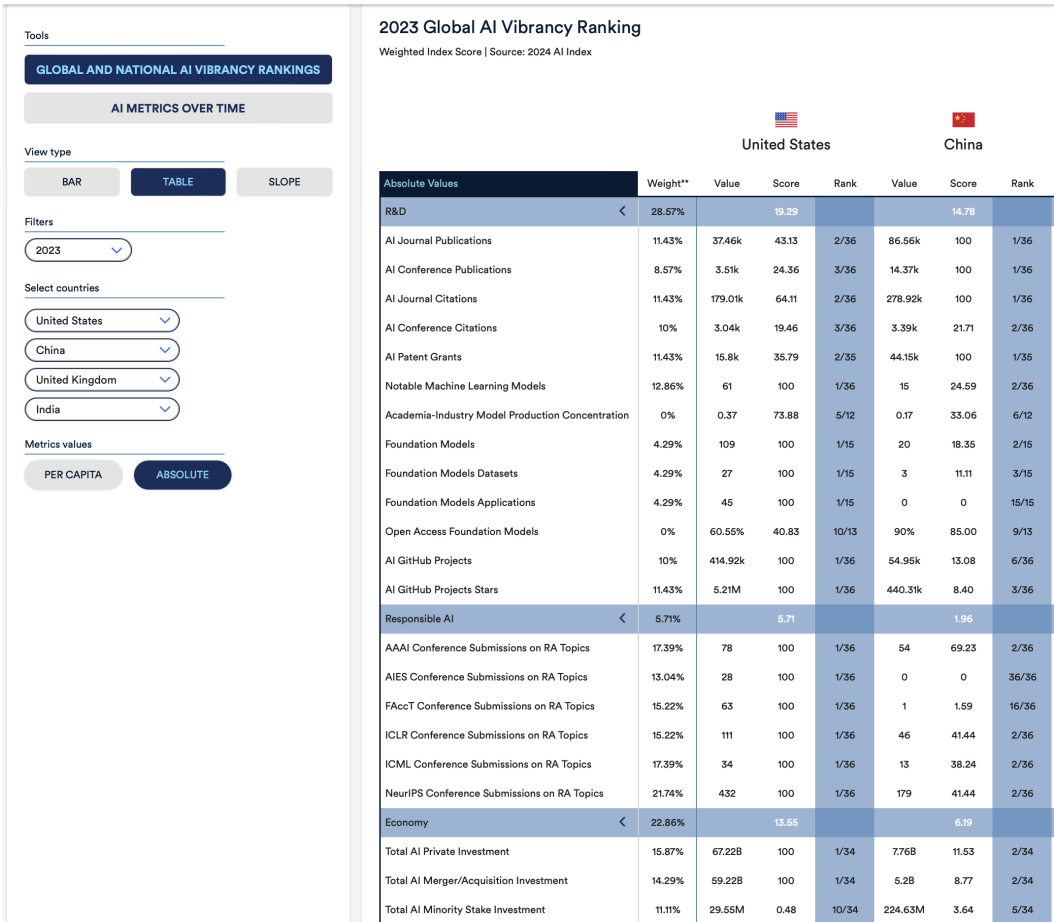 Tools
GLOBAL AND NATIONAL AI VIBRANCY RANKINGS
AI METRICS OVER TIME
View type
BAR TABLE SLOPE
Filters
2023
Select countries
United States
China
United Kingdom
India
Metrics values
PER CAPITA ABSOLUTE
2023 Global AI Vibrancy Ranking
Weighted Index Score | Source: 2024 AI Index
United States China
Absolute Values Weight** Value Score Rank Value Score Rank
R&D 28.57% 19.29 14.78
AI Journal Publications 11.43% 37.46k 43.13 2/36 86.56k 100 1/36
AI Conference Publications 8.57% 3.51k 24.36 3/36 14.37k 100 1/36
AI Journal Citations 11.43% 179.01k 64.11 2/36 278.92k 100 1/36
AI Conference Citations 10% 3.04k 19.46 3/36 3.39k 21.71 2/36
AI Patent Grants 11.43% 15.8k 35.79 2/35 44.15k 100 1/35
Notable Machine Learning Models 12.86% 61 100 1/36 15 24.59 2/36
Academia-Industry Model Production Concentration 0% 0.37 73.88 5/12 0.17 33.06 6/12
Foundation Models 4.29% 109 100 1/15 20 18.35 2/15
Foundation Models Datasets 4.29% 27 100 1/15 3 11.11 3/15
Foundation Models Applications 4.29% 45 100 1/15 0 0 15/15
Open Access Foundation Models 0% 60.55% 40.83 10/13 90% 85.00 9/13
AI GitHub Projects 10% 414.92k 100 1/36 54.95k 13.08 6/36
AI GitHub Projects Stars 11.43% 5.21M 100 1/36 440.31k 8.40 3/36
Responsible AI 5.71% 5.71 1.96
AAAI Conference Submissions on RA Topics 17.39% 78 100 1/36 54 69.23 2/36
AIES Conference Submissions on RA Topics 13.04% 28 100 1/36 0 0 36/36
FAccT Conference Submissions on RA Topics 15.22% 63 100 1/36 1 1.59 16/36
ICLR Conference Submissions on RA Topics 15.22% 111 100 1/36 46 41.44 2/36
ICML Conference Submissions on RA Topics 17.39% 34 100 1/36 13 38.24 2/36
NeurIPS Conference Submissions on RA Topics 21.74% 432 100 1/36 179 41.44 2/36
Economy 22.86% 13.55 6.19
Total AI Private Investment 15.87% 67.22B 100 1/34 7.76B 11.53 2/34
Total AI Merger/Acquisition Investment 14.29% 59.22B 100 1/34 5.2B 8.77 2/34
Total AI Minority Stake Investment 11.11% 29.55M 0.48 10/34 224.63M 3.64 5/34